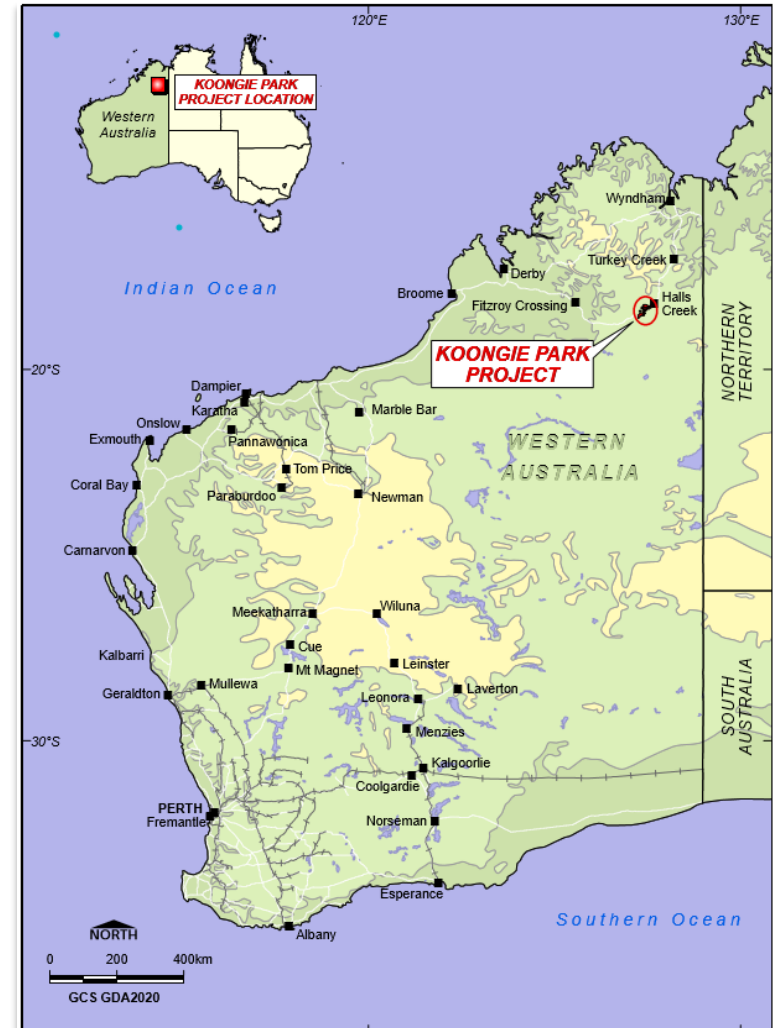 120°E
130°E
KOONGIE PARK
PROJECT LOCATION
Western
Australia
Wyndham
Turkey Creek
Indian Ocean
Derby
Broome
Fitzroy Crossing
Halls
Creek
KOONGIE PARK
PROJECT
NORTHERN
TERRITORY
20°S
Dampier
Karatha
Marble Bar
Onslow
Pannawonica
Exmouth
WESTERN
AUSTRALIA
Tom Price
Coral Bay
Paraburdoo
Newman
Carnarvon
Meekatharra
Wiluna
Cue
Kalbarri
Leinster
Mt Magnet
Mullewa
Geraldton
Laverton
Leonora
SOUTH
AUSTRALIA
Menzies
30°S
Kalgoorlie
Coolgardie
PERTH
Fremantle
Norseman
Esperance
Southern Ocean
NORTH
Albany
0 200 400km
GCS GDA2020